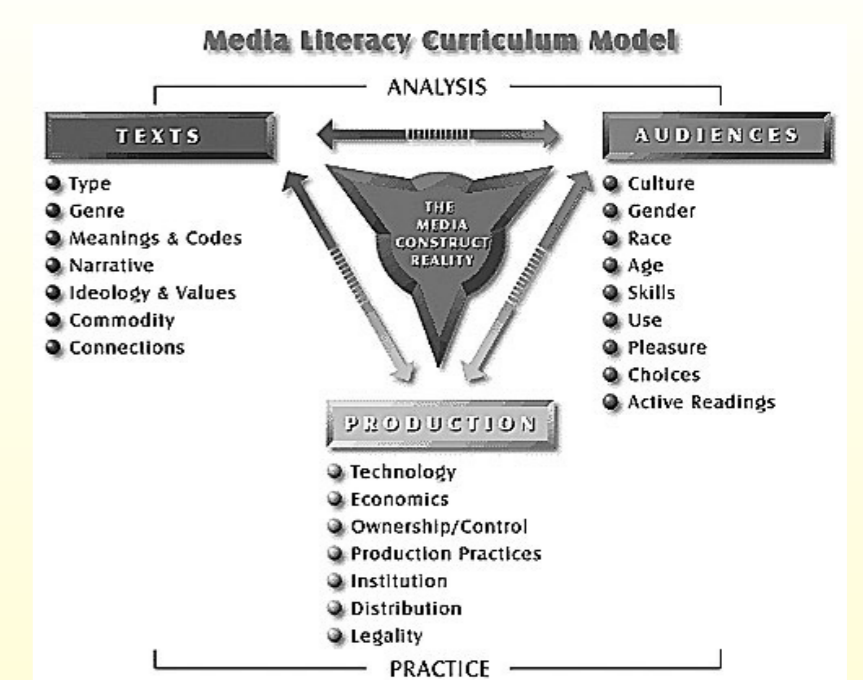 Media Literacy Curriculum Model
ANALYSIS
TEXTS
Type
Genre
Meanings & Codes
Narrative
Ideology & Values
Commodity
Connections
AUDIENCES
Culture
Gender
Race
Age
Skills
Use
Pleasure
Choices
Active Readings
THE
MEDIA
CONSTRUCT
REALITY
PRODUCTION
Technology
Economics
Ownership/Control
Production Practices
Institution
Distribution
Legality
PRACTICE